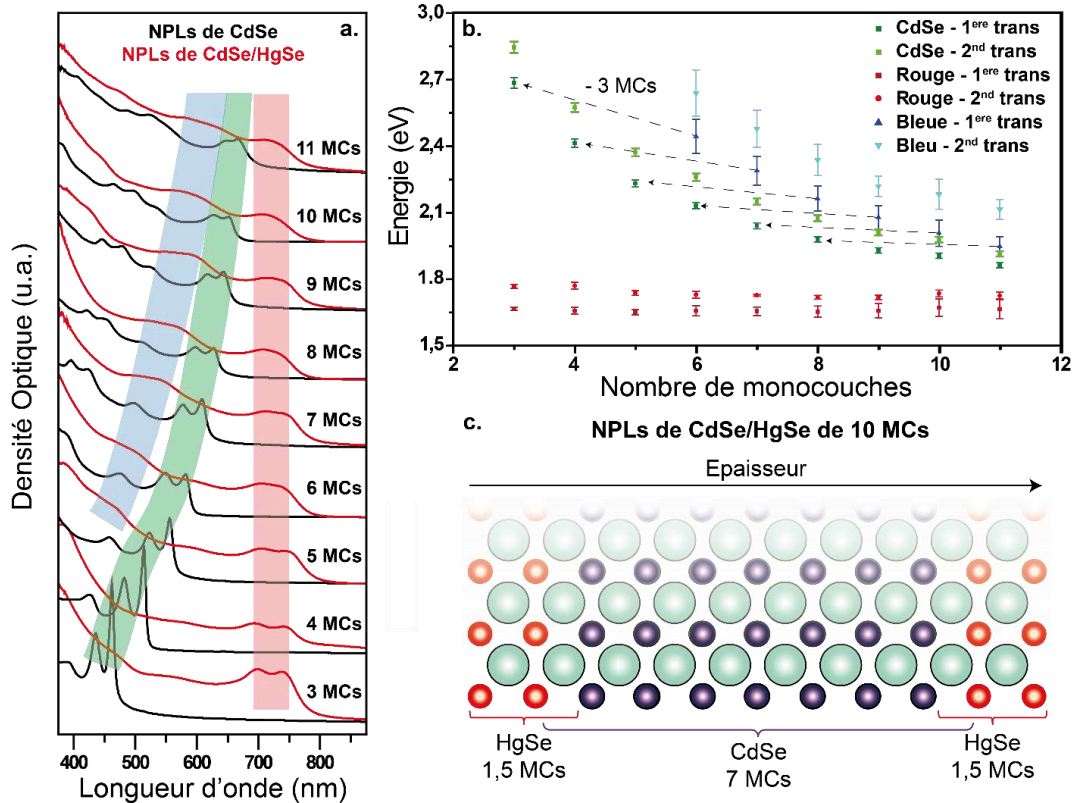 NPLs de CdSe
a.
NPLs de CdSe/HgSe
11 MCs
10 MCs
9 MCs
8 MCs
7 MCs
6 MCs
5 MCs
4 MCs
3 MCs
Densité Optique (u.a.)
400 500 600 700 800
Longueur d’onde (nm)
b.
3,0
2,7
2,4
2,1
1.8
1,5
Energie (eV)
- 3 MCs
CdSe - 1ere trans
CdSe - 2nd trans
Rouge - 1ere trans
Rouge - 2nd trans
Bleue - 1ere trans
Bleu - 2nd trans
2 4 6 8 10 12
Nombre de monocouches
c.
NPLs de CdSe/HgSe de 10 MCs
Epaisseur
HgSe
1,5 MCs
CdSe
7 MCs
HgSe
1,5 MCs